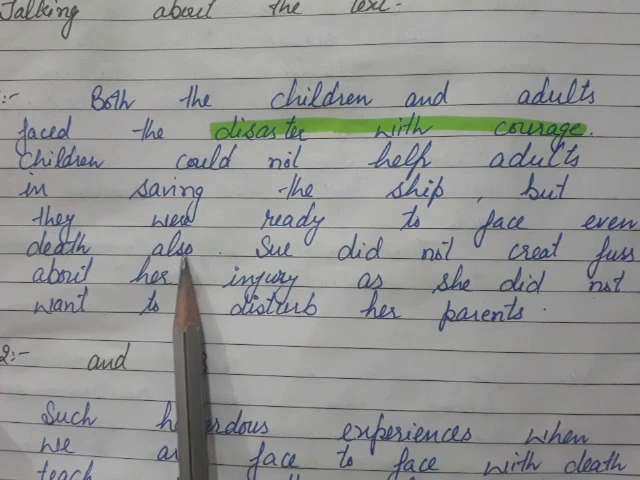 Talking about the text.
:- Both the children and adults
faced the disaster with courage.
Children could not help adults
in saving the ship, but
they were ready to face even
death also. Sue did not creat fuss
about her injury as she did not
want to disturb her parents.
2:- and
Such experiences when
we face to face with death
teach